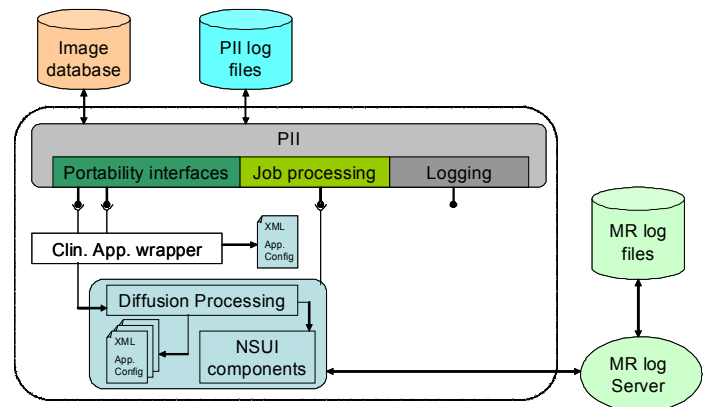 Image
database
PII log
files
PII
Portability interfaces
Job processing
Logging
Clin. App. wrapper
XML
App.
Config
MR log
files
Diffusion Processing
XML
App.
Config
NSUI
components
MR log
Server